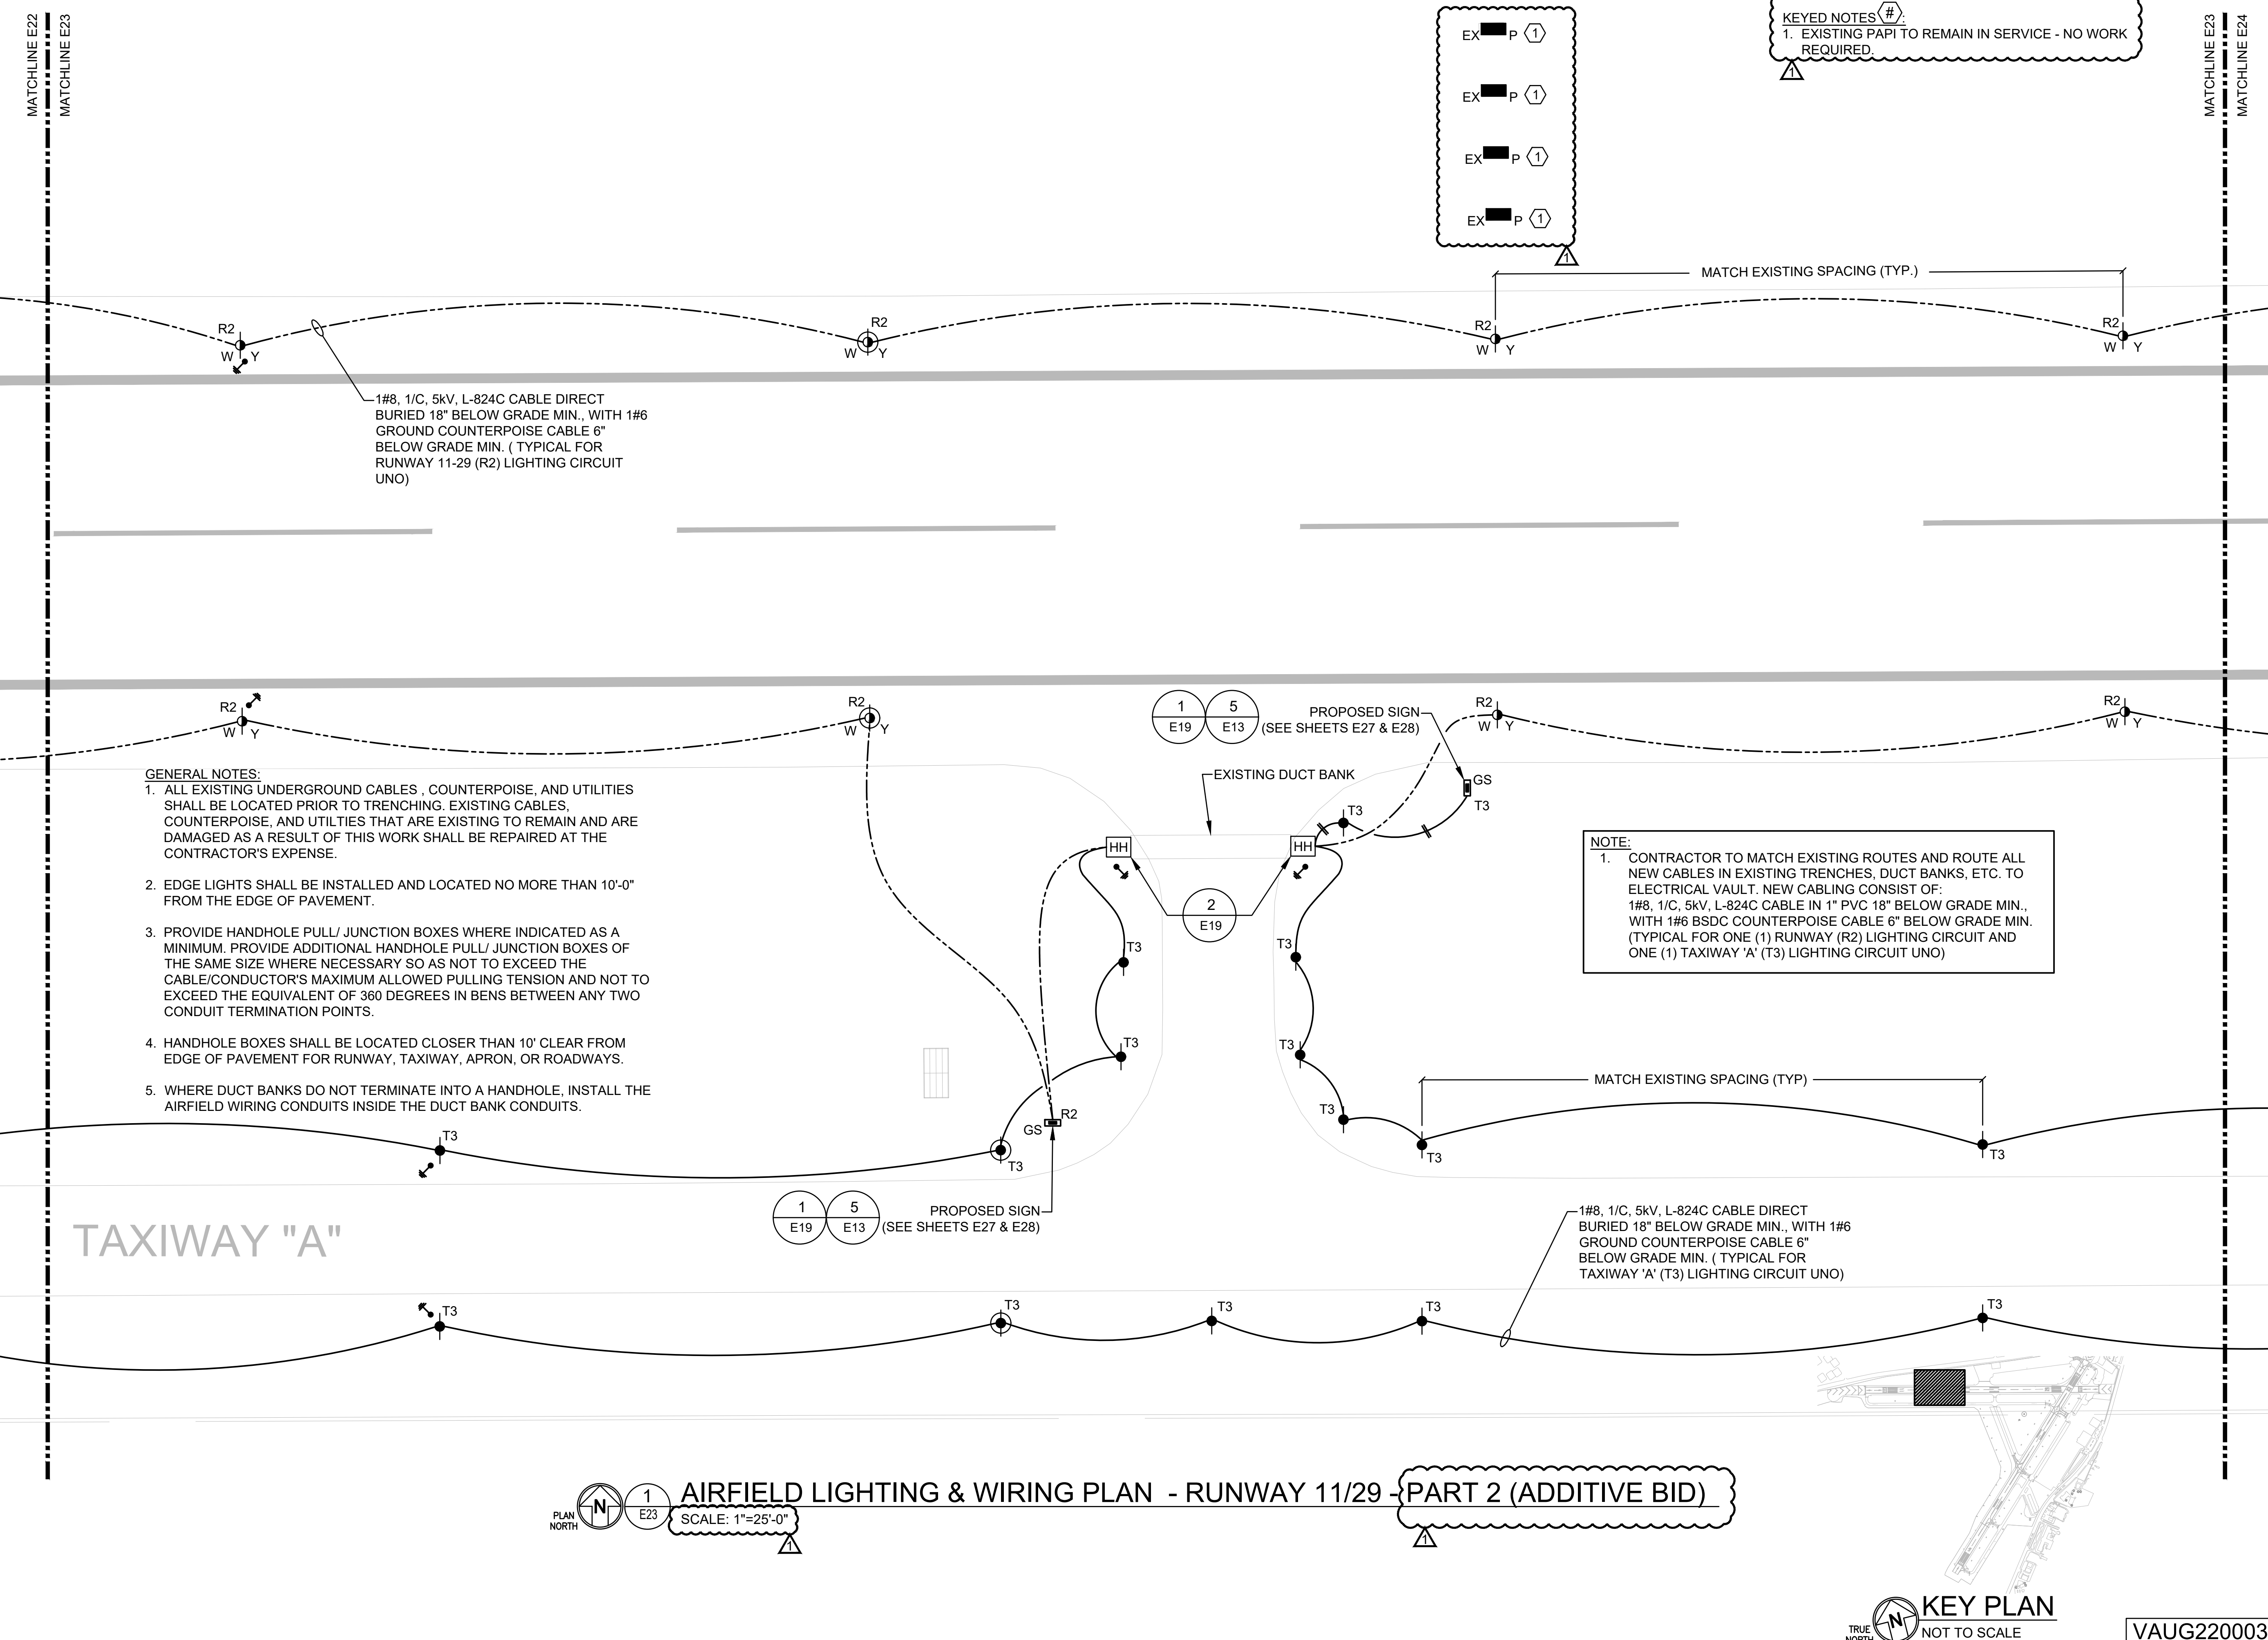 MATCHLINE E22
MATCHLINE E23
EX P 1
EX P 1
EX P 1
EX P 1
1
KEYED NOTES #:
1. EXISTING PAPI TO REMAIN IN SERVICE - NO WORK
REQUIRED.
1
MATCHLINE E23
MATCHLINE E24
MATCH EXISTING SPACING (TYP.)
R2
W Y
R2
W Y
R2
W Y
R2
W Y
1#8, 1/C, 5kV, L-824C CABLE DIRECT
BURIED 18" BELOW GRADE MIN., WITH 1#6
GROUND COUNTERPOISE CABLE 6"
BELOW GRADE MIN. ( TYPICAL FOR
RUNWAY 11-29 (R2) LIGHTING CIRCUIT
UNO)
R2
W Y
R2
W Y
1
E19
5
E13
PROPOSED SIGN
(SEE SHEETS E27 & E28)
R2
W Y
R2
W Y
GENERAL NOTES:
1. ALL EXISTING UNDERGROUND CABLES , COUNTERPOISE, AND UTILITIES
SHALL BE LOCATED PRIOR TO TRENCHING. EXISTING CABLES,
COUNTERPOISE, AND UTILTIES THAT ARE EXISTING TO REMAIN AND ARE
DAMAGED AS A RESULT OF THIS WORK SHALL BE REPAIRED AT THE
CONTRACTOR'S EXPENSE.
2. EDGE LIGHTS SHALL BE INSTALLED AND LOCATED NO MORE THAN 10'-0"
FROM THE EDGE OF PAVEMENT.
3. PROVIDE HANDHOLE PULL/ JUNCTION BOXES WHERE INDICATED AS A
MINIMUM. PROVIDE ADDITIONAL HANDHOLE PULL/ JUNCTION BOXES OF
THE SAME SIZE WHERE NECESSARY SO AS NOT TO EXCEED THE
CABLE/CONDUCTOR'S MAXIMUM ALLOWED PULLING TENSION AND NOT TO
EXCEED THE EQUIVALENT OF 360 DEGREES IN BENS BETWEEN ANY TWO
CONDUIT TERMINATION POINTS.
4. HANDHOLE BOXES SHALL BE LOCATED CLOSER THAN 10' CLEAR FROM
EDGE OF PAVEMENT FOR RUNWAY, TAXIWAY, APRON, OR ROADWAYS.
5. WHERE DUCT BANKS DO NOT TERMINATE INTO A HANDHOLE, INSTALL THE
AIRFIELD WIRING CONDUITS INSIDE THE DUCT BANK CONDUITS.
EXISTING DUCT BANK
GS
T3
T3
HH
HH
2
E19
T3
T3
T3
T3
T3
NOTE:
1. CONTRACTOR TO MATCH EXISTING ROUTES AND ROUTE ALL
NEW CABLES IN EXISTING TRENCHES, DUCT BANKS, ETC. TO
ELECTRICAL VAULT. NEW CABLING CONSIST OF:
1#8, 1/C, 5kV, L-824C CABLE IN 1" PVC 18" BELOW GRADE MIN.,
WITH 1#6 BSDC COUNTERPOISE CABLE 6" BELOW GRADE MIN.
(TYPICAL FOR ONE (1) RUNWAY (R2) LIGHTING CIRCUIT AND
ONE (1) TAXIWAY 'A' (T3) LIGHTING CIRCUIT UNO)
MATCH EXISTING SPACING (TYP)
GS R2
T3
T3
T3
T3
1
E19
5
E13
PROPOSED SIGN
(SEE SHEETS E27 & E28)
TAXIWAY "A"
1#8, 1/C, 5kV, L-824C CABLE DIRECT
BURIED 18" BELOW GRADE MIN., WITH 1#6
GROUND COUNTERPOISE CABLE 6"
BELOW GRADE MIN. ( TYPICAL FOR
TAXIWAY 'A' (T3) LIGHTING CIRCUIT UNO)
T3
T3
T3
T3
T3
PLAN
NORTH
N
1
E23
AIRFIELD LIGHTING & WIRING PLAN - RUNWAY 11/29 - PART 2 (ADDITIVE BID)
SCALE: 1"=25'-0"
1
1
TRUE
NORTH
N
KEY PLAN
NOT TO SCALE
VAUG220003